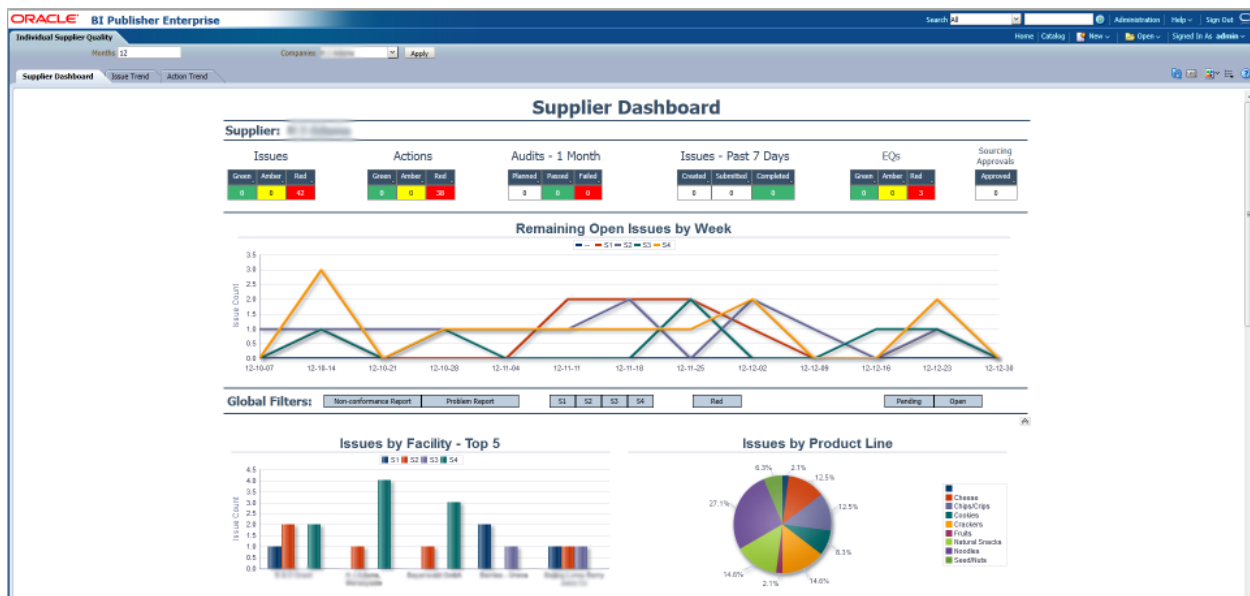 ORACLE BI Publisher Enterprise
Search All
Administration Help Sign Out
Individual Supplier Quality
Home Catalog New Open Signed In As admin
Months 12 Companies Apply
Supplier Dashboard Issue Trend Action Trend
Supplier Dashboard
Supplier:
Issues
Green Amber Red
0 0 42
Actions
Green Amber Red
0 0 38
Audits - 1 Month
Planned Passed Failed
0 0 0
Issues - Past 7 Days
Created Submitted Completed
0 0 0
EQs
Green Amber Red
0 0 3
Sourcing
Approvals
Approved
0
Remaining Open Issues by Week
-- S1 S2 S3 S4
Issue Count
3.5
3.0
2.5
2.0
1.5
1.0
0.5
0.0
12-10-07 12-10-14 12-10-21 12-10-28 12-11-04 12-11-11 12-11-18 12-11-25 12-12-02 12-12-09 12-12-16 12-12-23 12-12-30
Global Filters: Non-conformance Report Problem Report S1 S2 S3 S4 Red Pending Open
Issues by Facility - Top 5
S1 S2 S3 S4
Issue Count
4.5
4.0
3.5
3.0
2.5
2.0
1.5
1.0
0.5
0.0
Issues by Product Line
6.3% 2.1%
12.5%
12.5%
8.3%
14.6%
2.1%
14.6%
27.1%
Cheese
Chips/Crips
Cookies
Crackers
Fruits
Natural Snacks
Noodles
Seed/Nuts